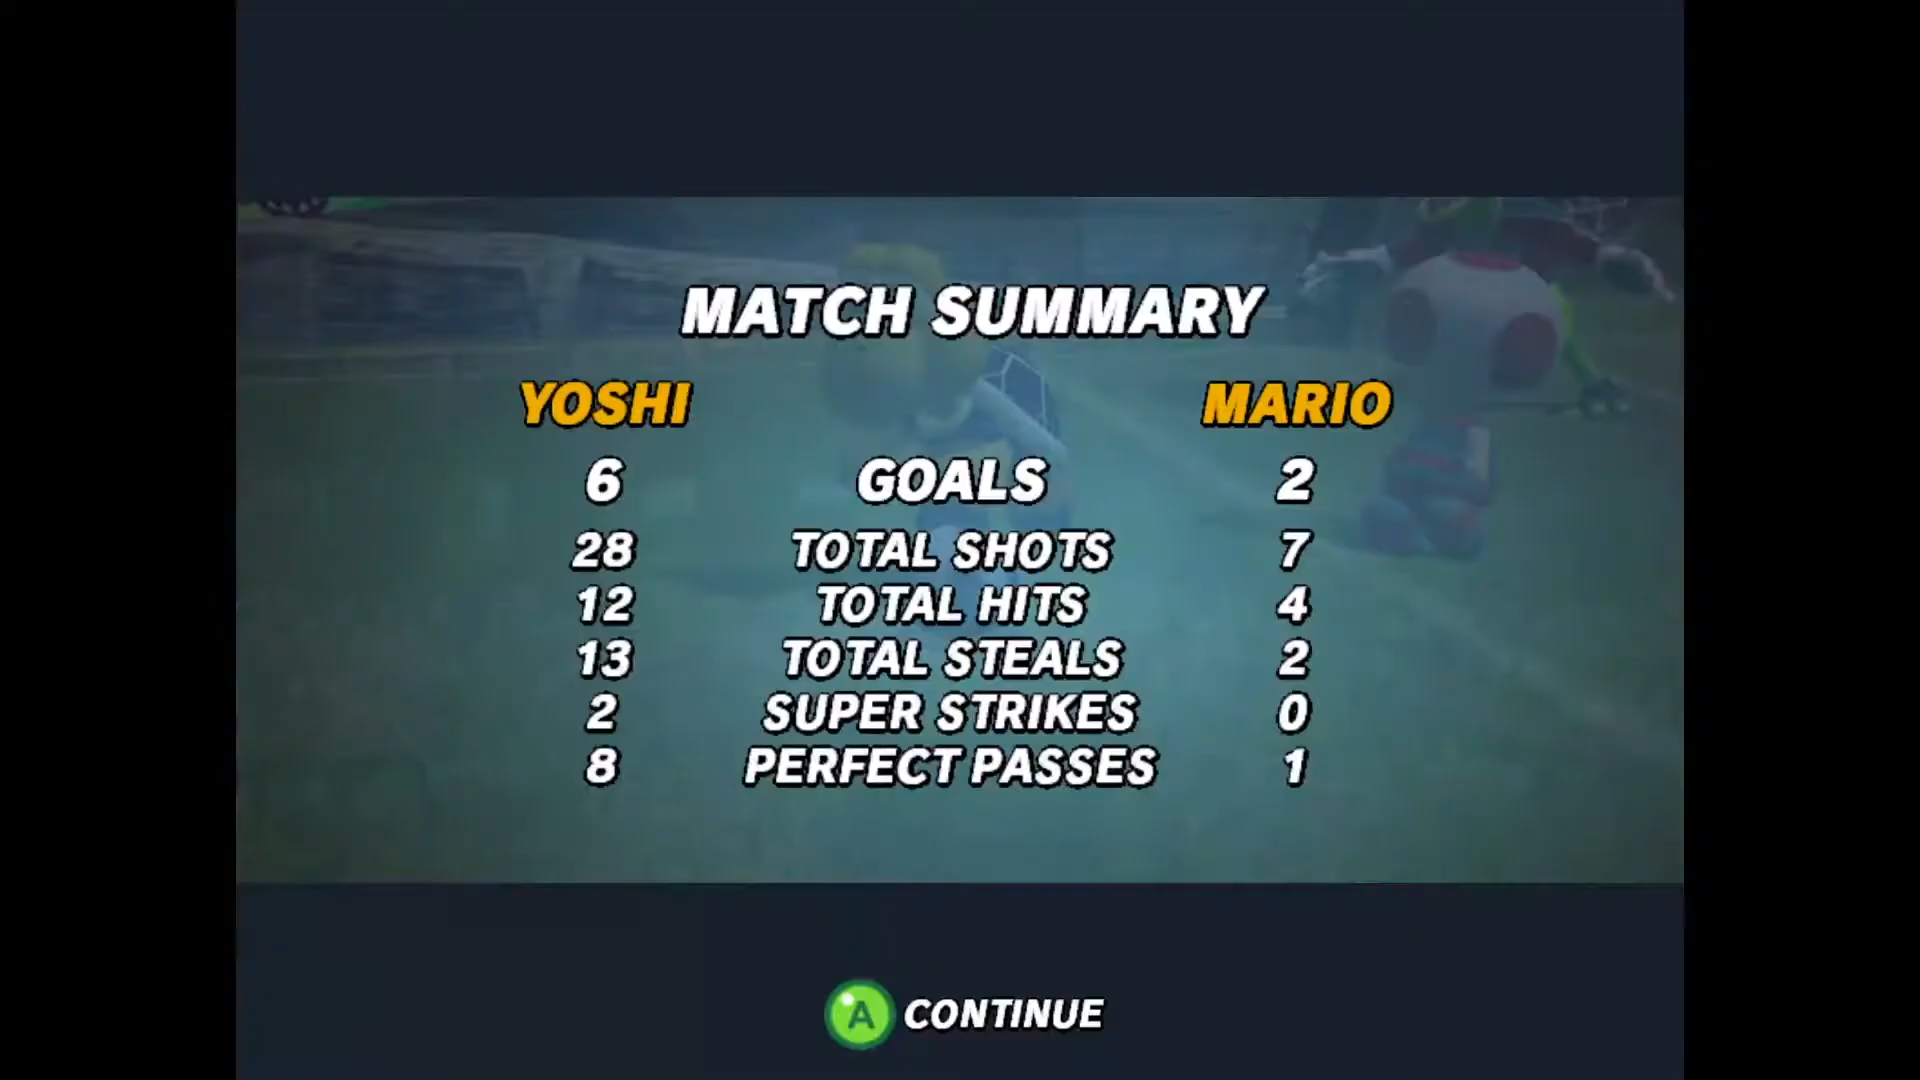 MATCH SUMMARY
YOSHI MARIO
6 GOALS 2
28 TOTAL SHOTS 7
12 TOTAL HITS 4
13 TOTAL STEALS 2
2 SUPER STRIKES 0
8 PERFECT PASSES 1
A CONTINUE